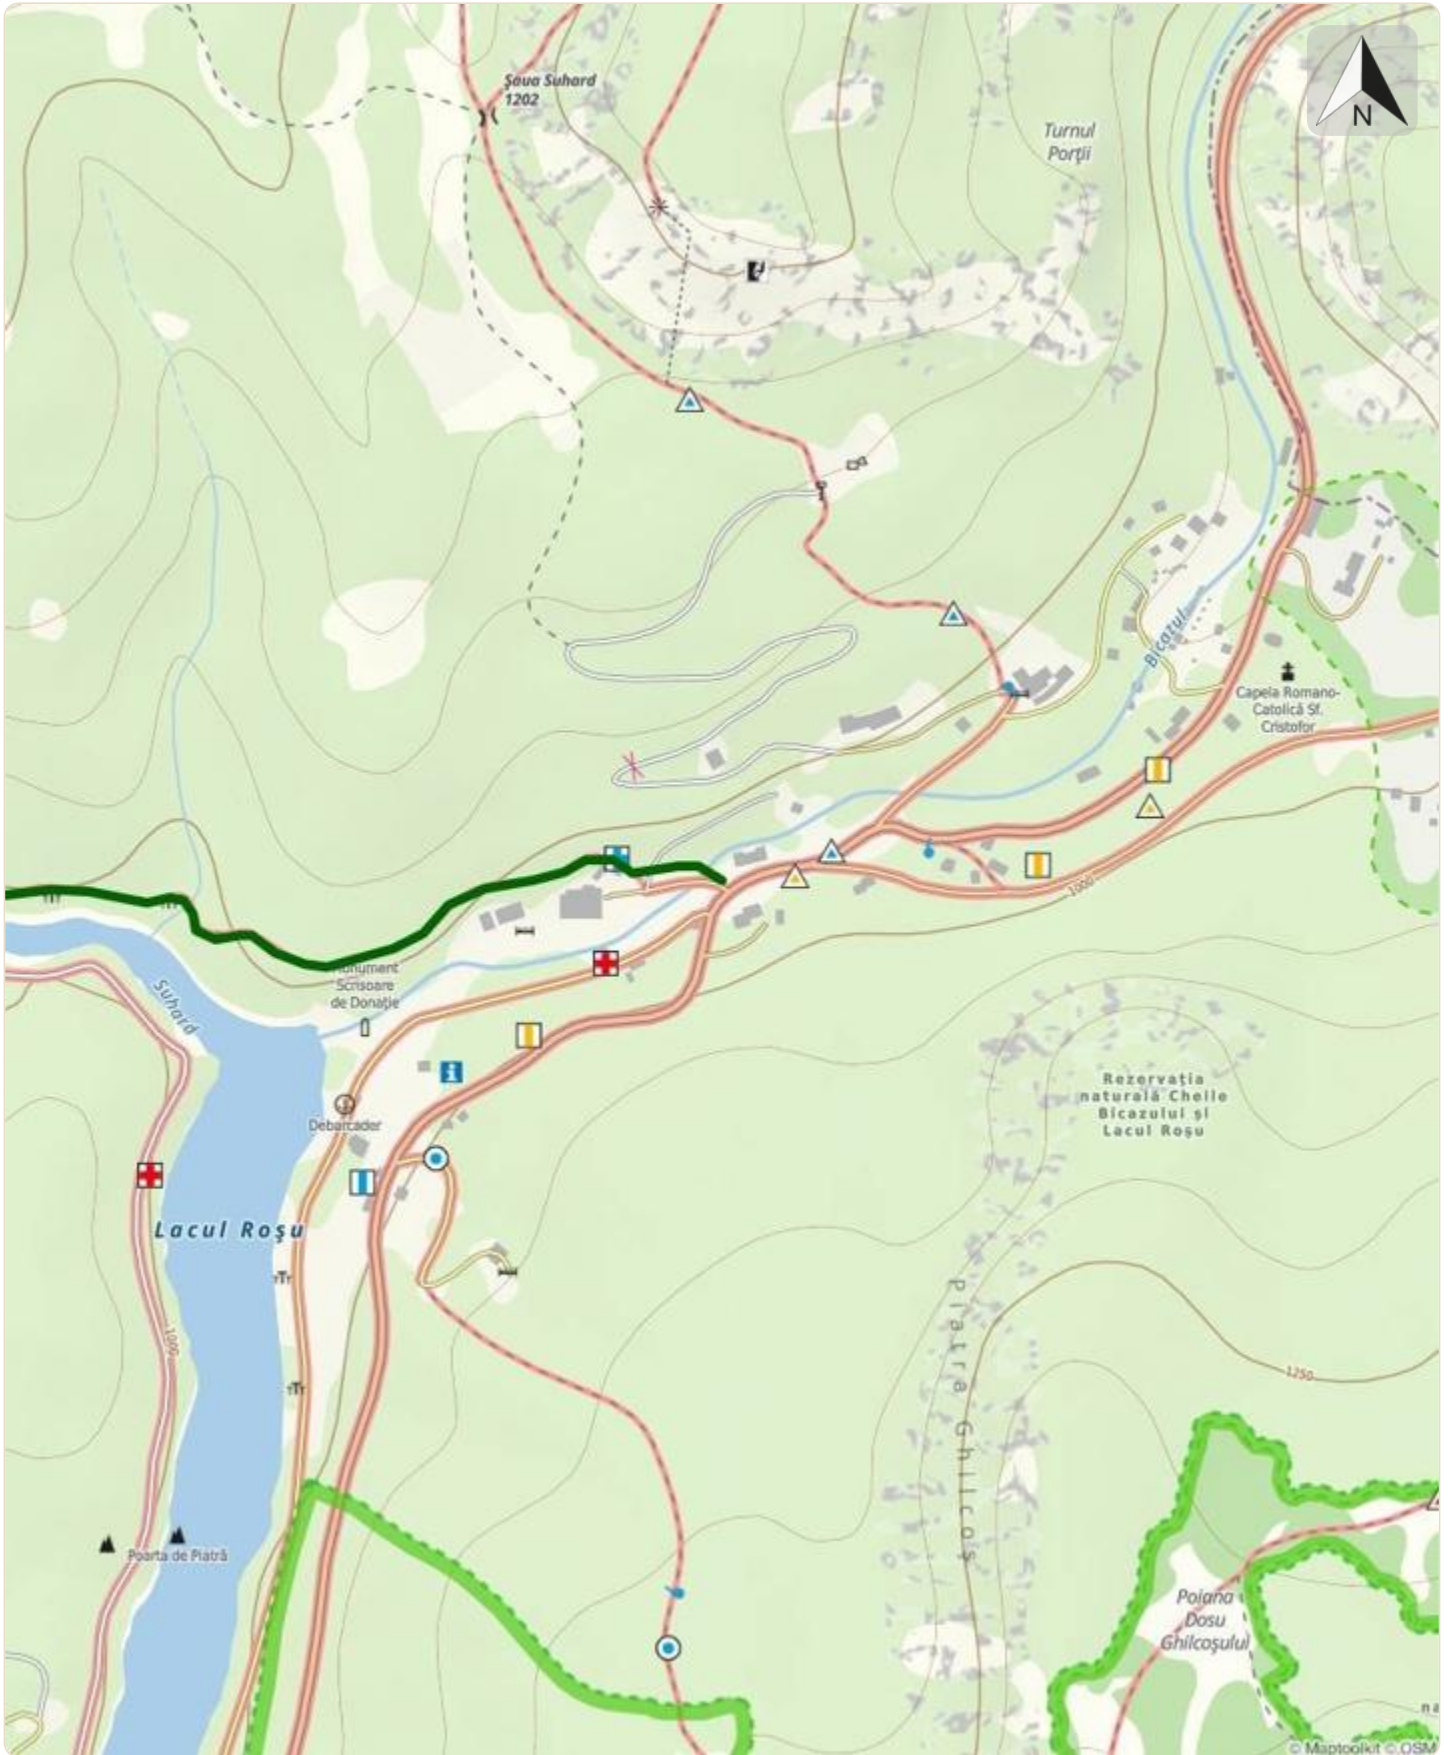 N
Şaua Suhard
1202
Turnul
Porţii
Bicazul
Capela Romano-
Catolică Sf.
Cristofor
1000
Monument
Scrisoare
de Donaţie
Suhard
i
Debarcader
Rezervaţia
naturală Cheile
Bicazului şi
Lacul Roşu
Lacul Roşu
1000
Piatra Ghilcoş
1250
Poarta de Piatră
Poiana
Dosu
Ghilcoşului
na
© Maptoolkit © OSM